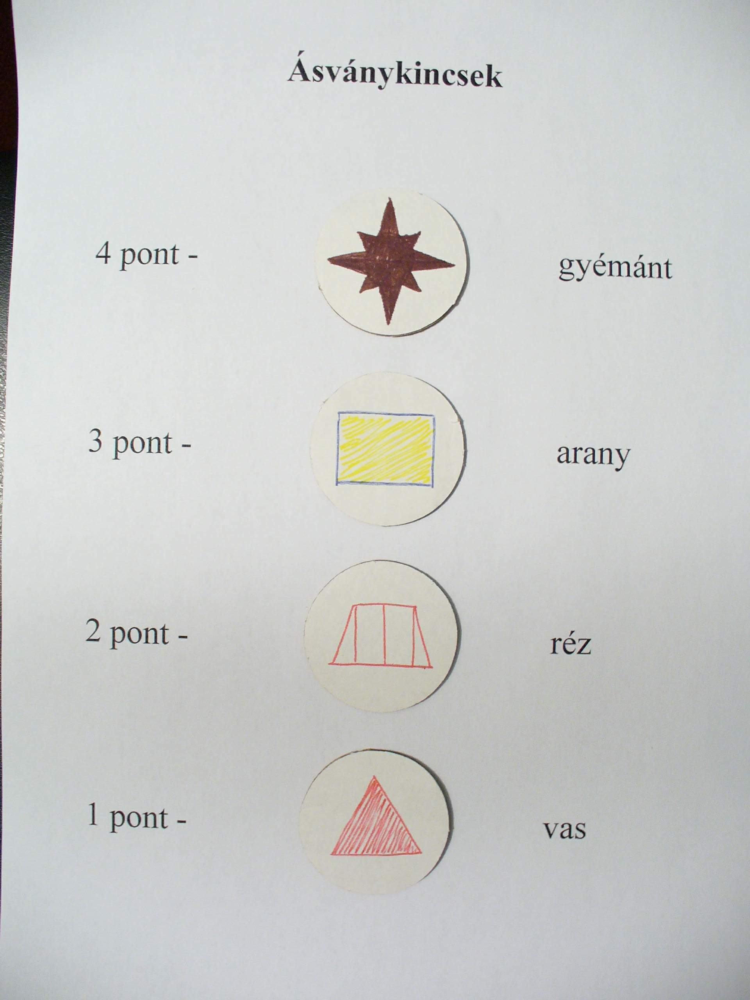 Ásványkincsek
4 pont - gyémánt
3 pont - arany
2 pont - réz
1 pont - vas